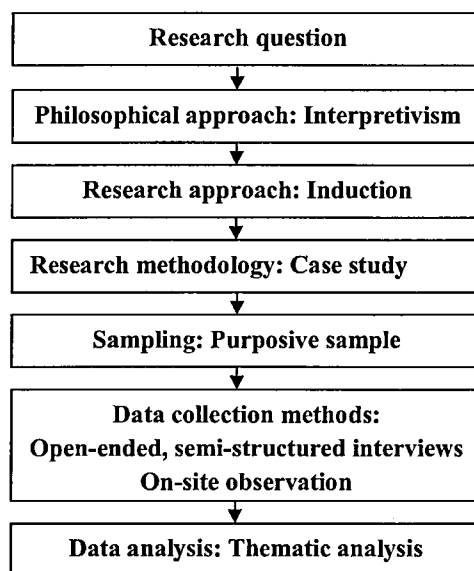 Research question
Philosophical approach: Interpretivism
Research approach: Induction
Research methodology: Case study
Sampling: Purposive sample
Data collection methods:
Open-ended, semi-structured interviews
On-site observation
Data analysis: Thematic analysis